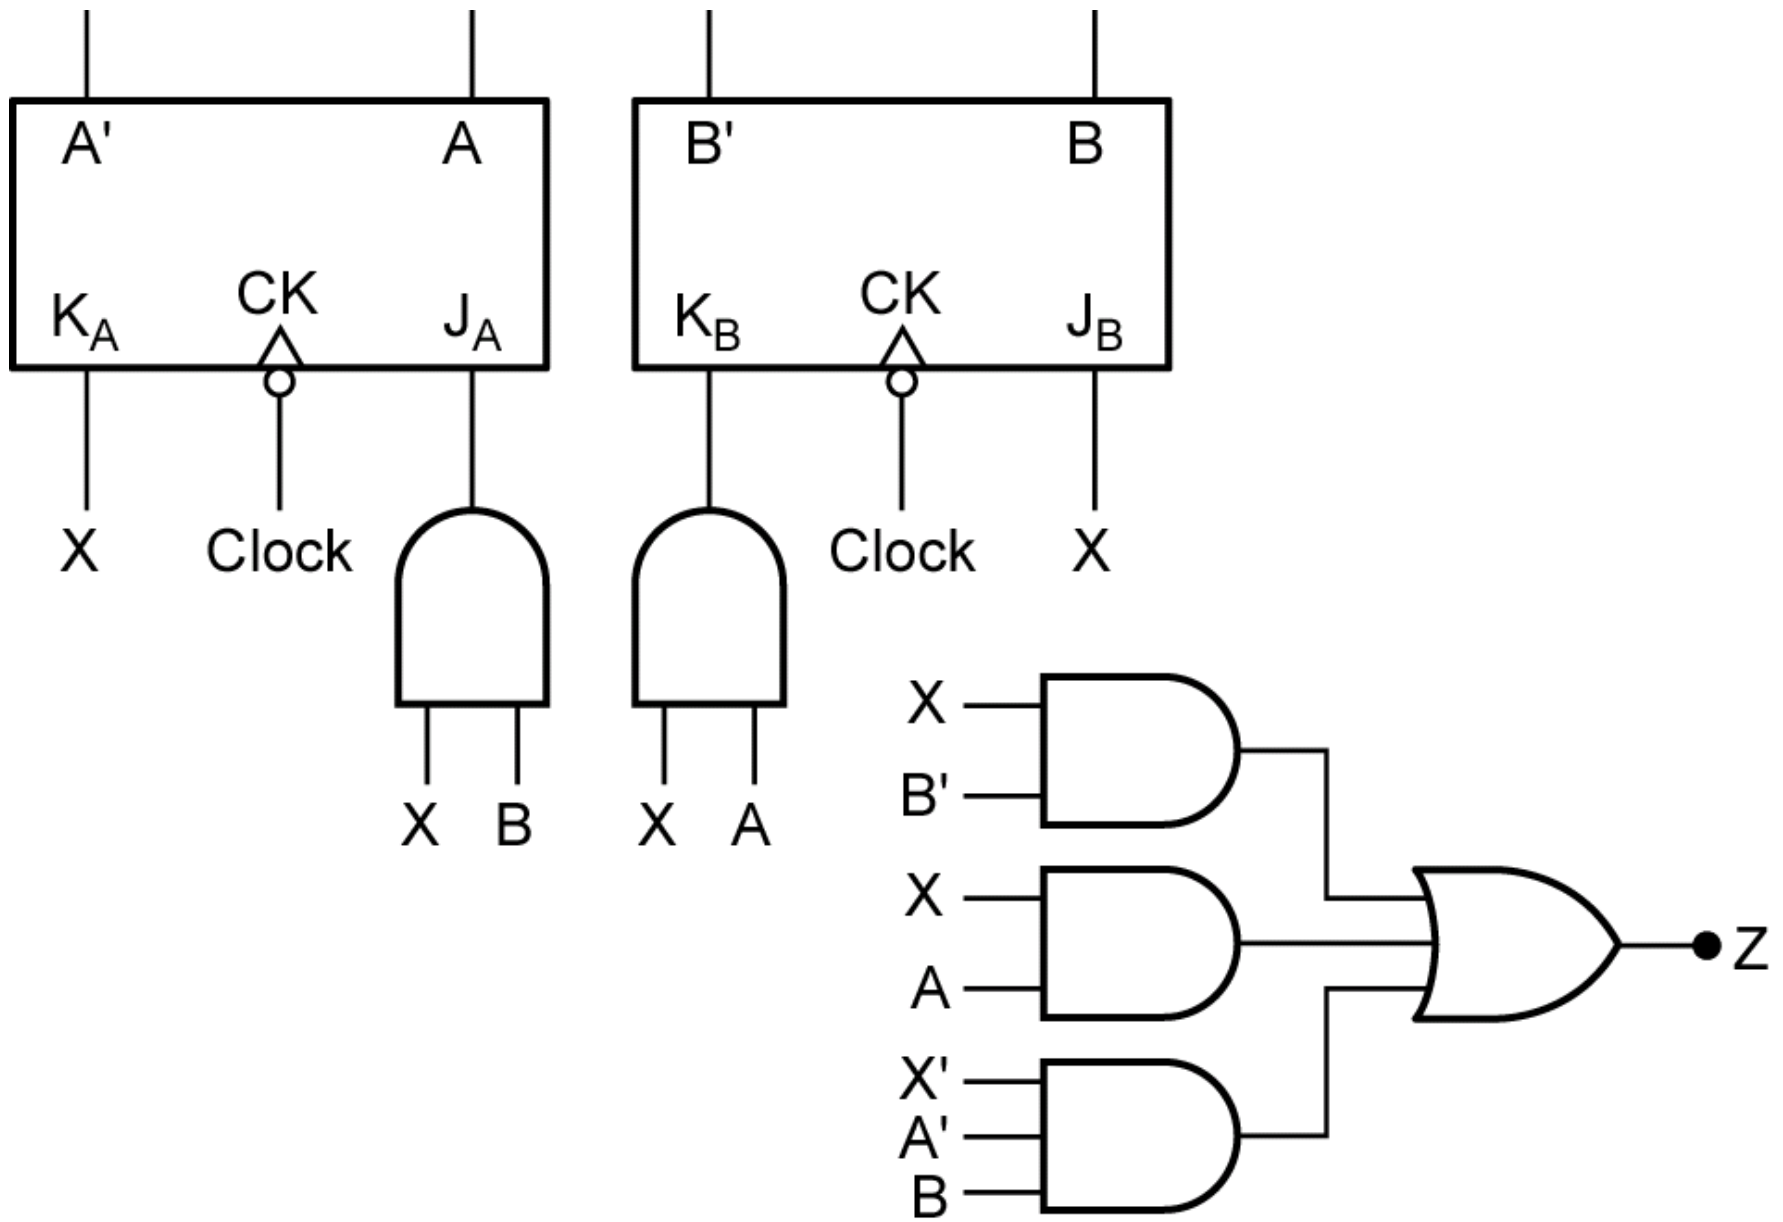 A' A B' B
CK CK
K_A J_A K_B J_B
X Clock Clock X
X
B'
X B X A
X
Z
A
X'
A'
B